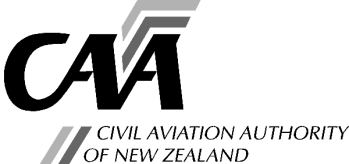 CAA
CIVIL AVIATION AUTHORITY
OF NEW ZEALAND